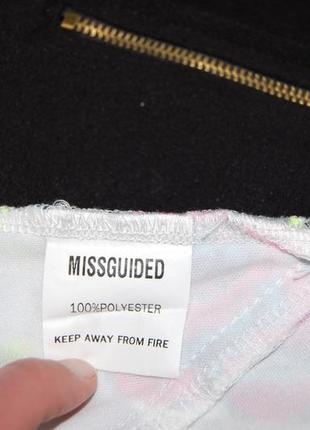 MISSGUIDED
100%POLYESTER
KEEP AWAY FROM FIRE